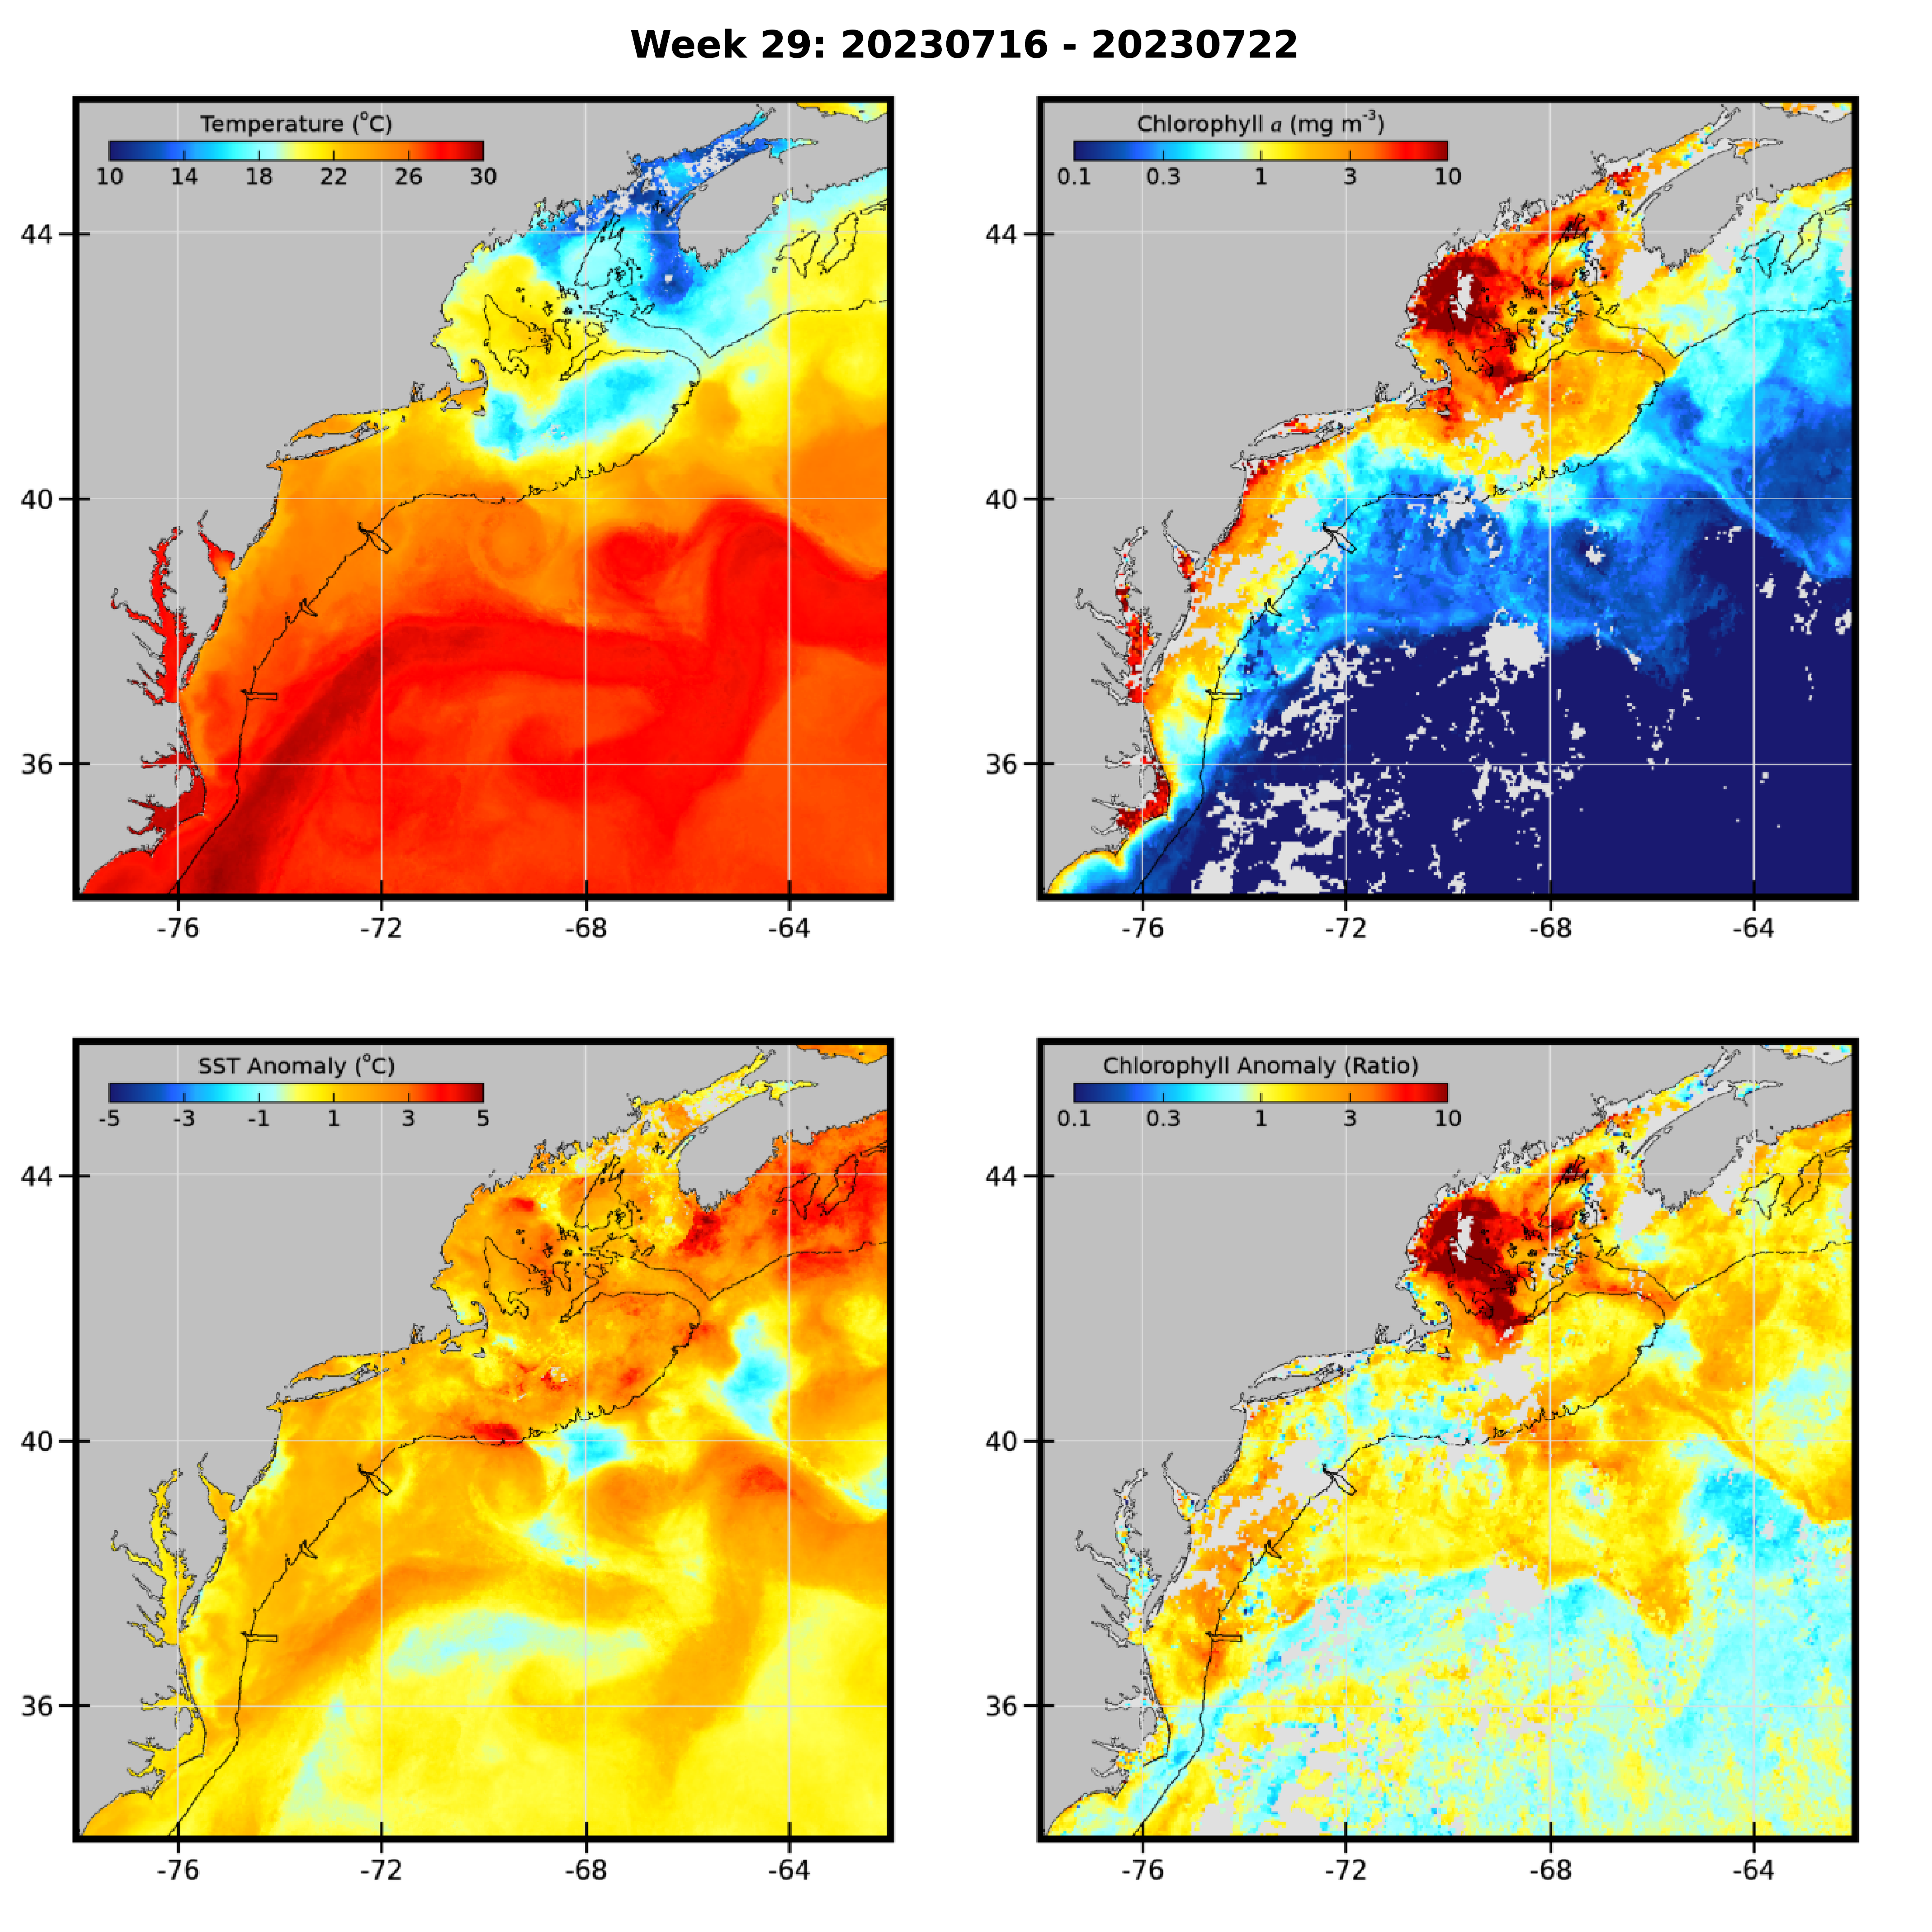 Week 29: 20230716 - 20230722
Temperature (°C)
10 14 18 22 26 30
44
40
36
-76 -72 -68 -64
Chlorophyll a (mg m⁻³)
0.1 0.3 1 3 10
44
40
36
-76 -72 -68 -64
SST Anomaly (°C)
-5 -3 -1 1 3 5
44
40
36
-76 -72 -68 -64
Chlorophyll Anomaly (Ratio)
0.1 0.3 1 3 10
44
40
36
-76 -72 -68 -64